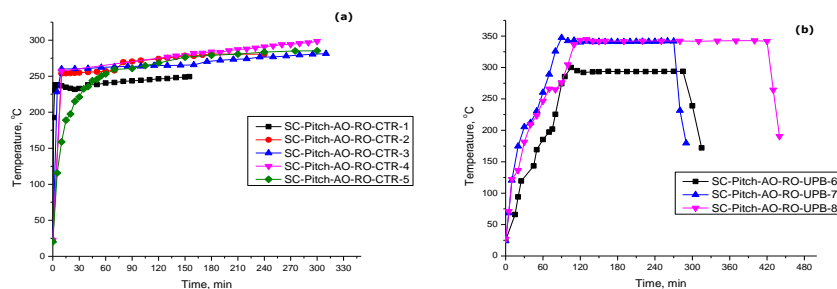 (a)
300
250
200
150
100
50
0
Temperature, °C
0 30 60 90 120 150 180 210 240 270 300 330
Time, min
SC-Pitch-AO-RO-CTR-1
SC-Pitch-AO-RO-CTR-2
SC-Pitch-AO-RO-CTR-3
SC-Pitch-AO-RO-CTR-4
SC-Pitch-AO-RO-CTR-5
(b)
350
300
250
200
150
100
50
0
Temperature, °C
0 60 120 180 240 300 360 420 480
Time, min
SC-Pitch-AO-RO-UPB-6
SC-Pitch-AO-RO-UPB-7
SC-Pitch-AO-RO-UPB-8